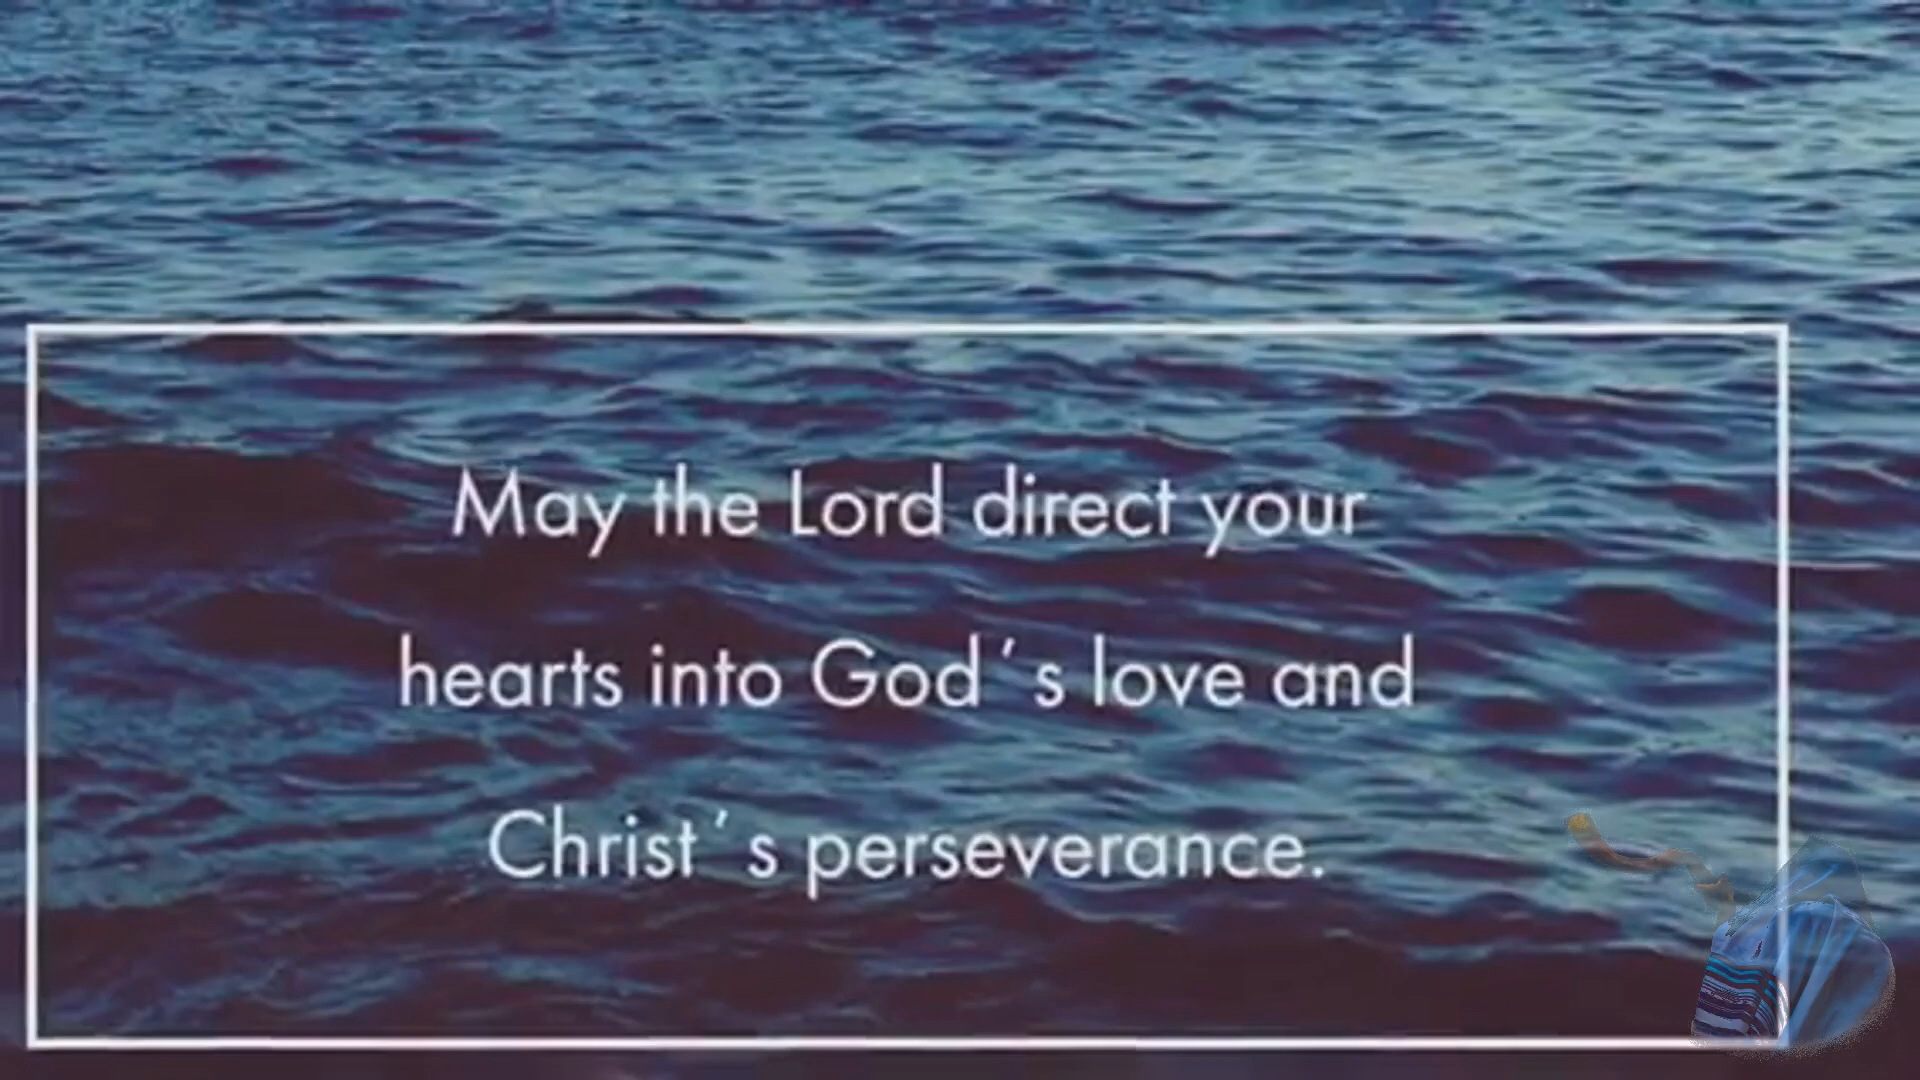 May the Lord direct your
hearts into God´s love and
Christ´s perseverance.